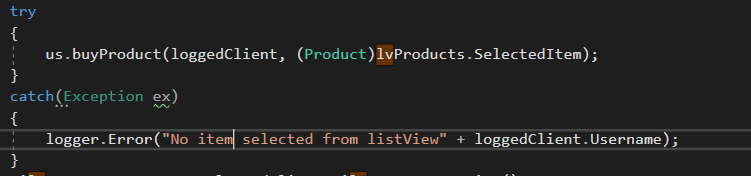 try
{
us.buyProduct(loggedClient, (Product)lvProducts.SelectedItem);
}
catch(Exception ex)
{
logger.Error("No item selected from listView" + loggedClient.Username);
}